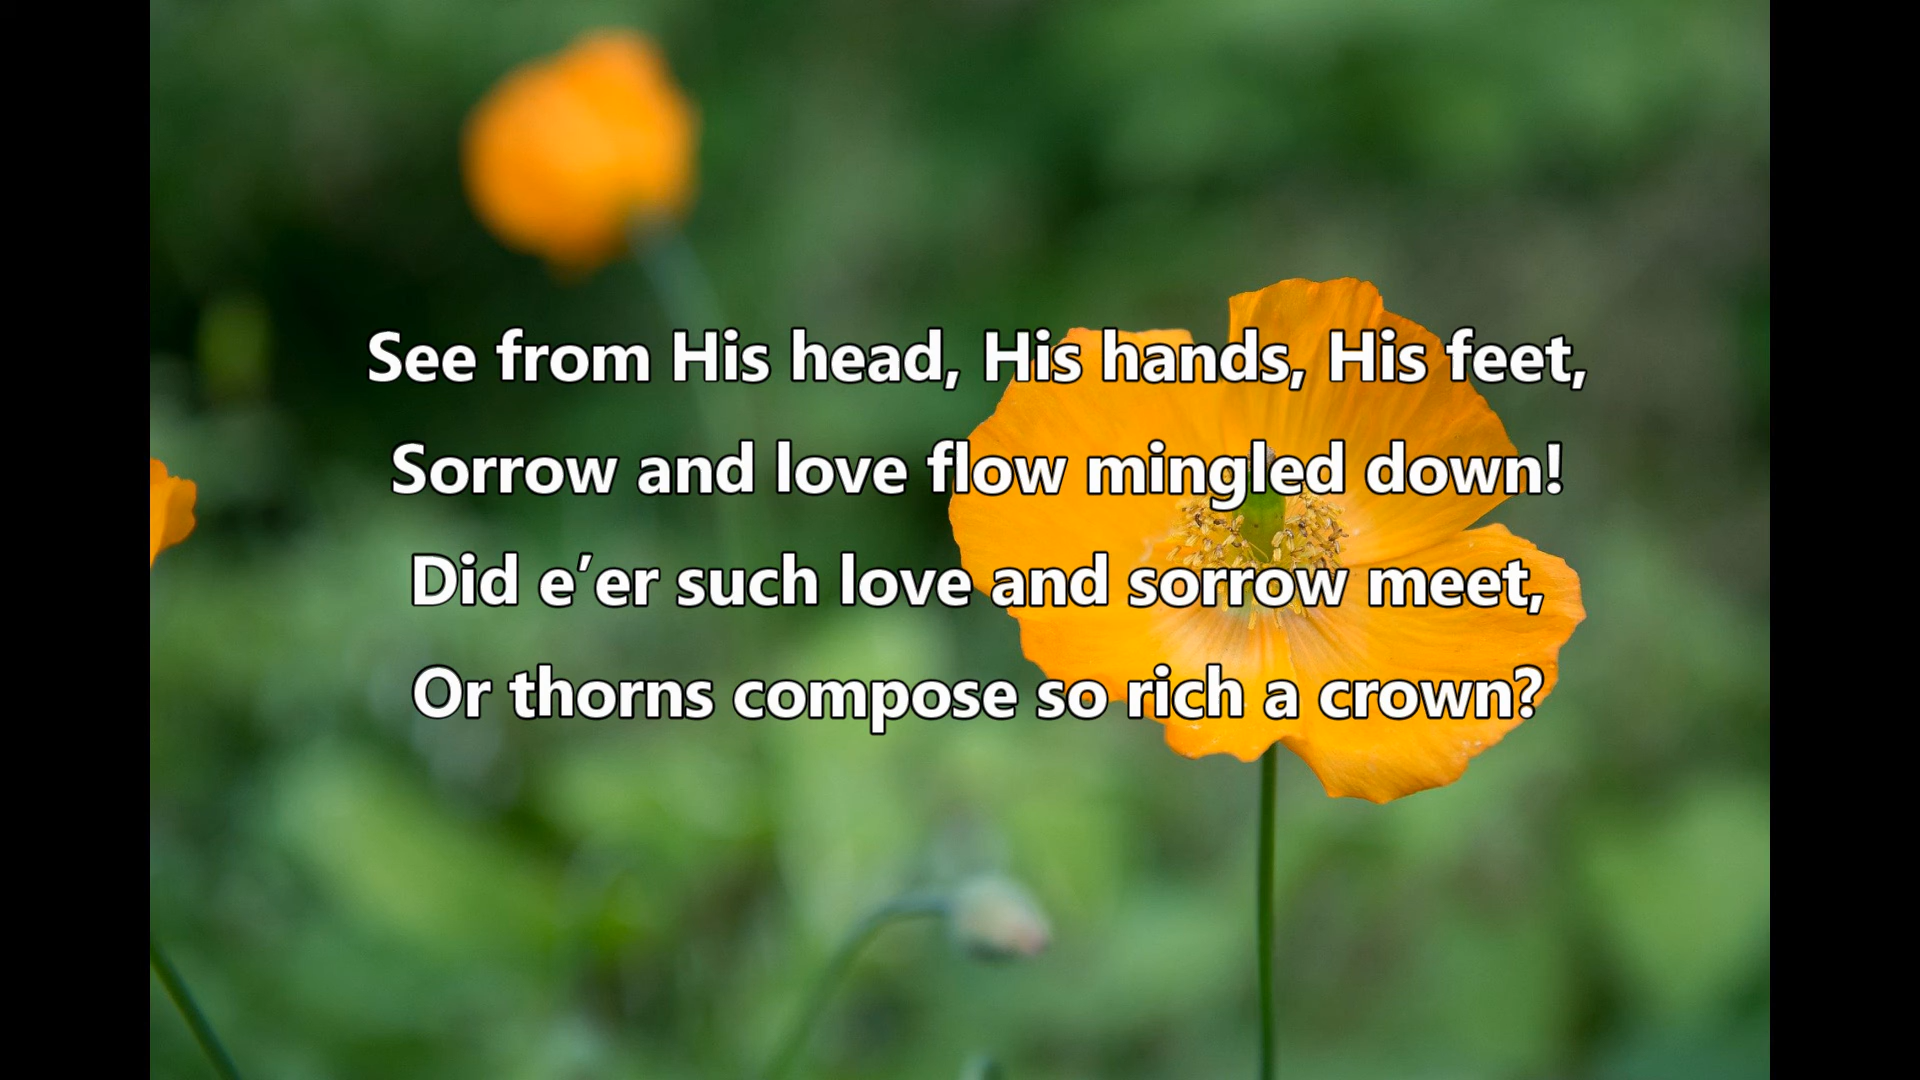 See from His head, His hands, His feet,
Sorrow and love flow mingled down!
Did e’er such love and sorrow meet,
Or thorns compose so rich a crown?